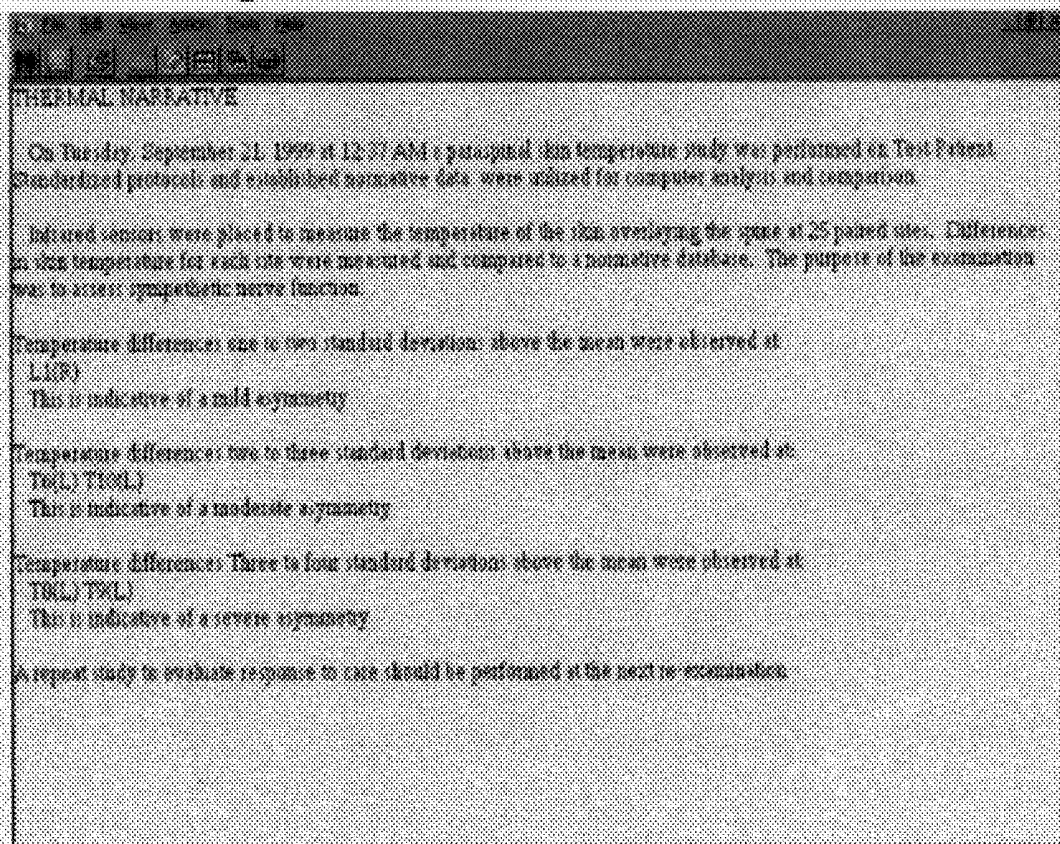 THERMAL NARRATIVE
On Tuesday, September 21, 1999 at 12:37 AM a paraspinal skin temperature study was performed on Test Patient.
Standardized protocols and established normative data were utilized for computer analysis and comparison.
Infrared sensors were placed to measure the temperature of the skin overlaying the spine at 25 paired sites. Differences
in skin temperature for each site were measured and compared to a normative database. The purpose of the examination
was to assess sympathetic nerve function.
Temperature differences one to two standard deviations above the mean were observed at:
L1(R)
This is indicative of a mild asymmetry
Temperature differences two to three standard deviations above the mean were observed at:
T6(L) T10(L)
This is indicative of a moderate asymmetry
Temperature differences Three to four standard deviations above the mean were observed at:
T8(L) T9(L)
This is indicative of a severe asymmetry
A repeat study to evaluate response to care should be performed at the next re-examination